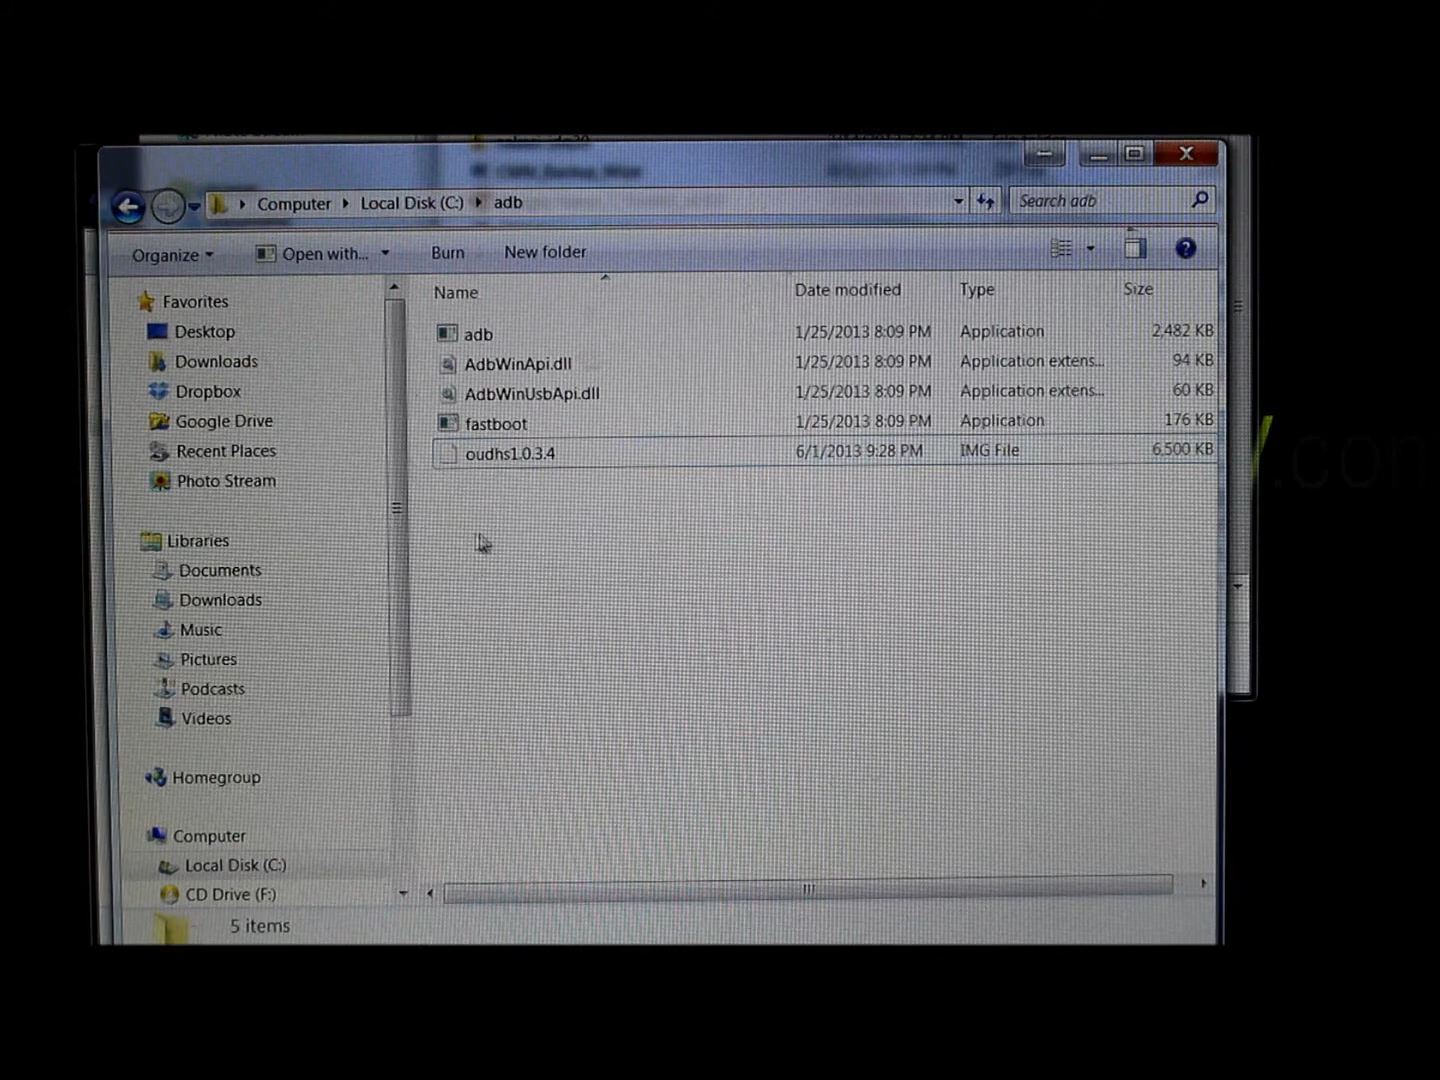 Computer Local Disk (C:) adb
Search adb
Organize Open with... Burn New folder
Name Date modified Type Size
adb 1/25/2013 8:09 PM Application 2,482 KB
AdbWinApi.dll 1/25/2013 8:09 PM Application extens... 94 KB
AdbWinUsbApi.dll 1/25/2013 8:09 PM Application extens... 60 KB
fastboot 1/25/2013 8:09 PM Application 176 KB
oudhs1.0.3.4 6/1/2013 9:28 PM IMG File 6,500 KB
Favorites
Desktop
Downloads
Dropbox
Google Drive
Recent Places
Photo Stream
Libraries
Documents
Downloads
Music
Pictures
Podcasts
Videos
Homegroup
Computer
Local Disk (C:)
CD Drive (F:)
5 items